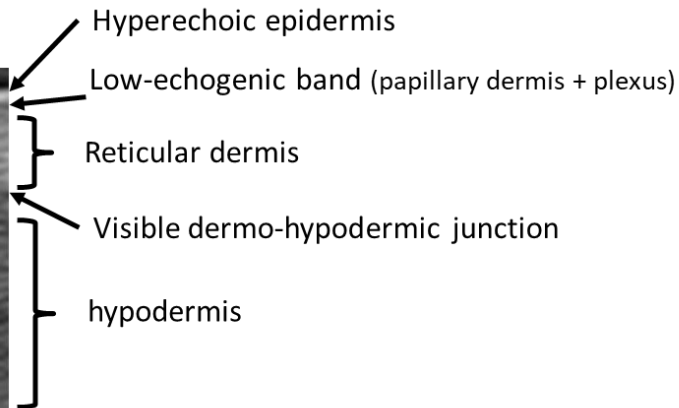 Hyperechoic epidermis
Low-echogenic band (papillary dermis + plexus)
Reticular dermis
Visible dermo-hypodermic junction
hypodermis